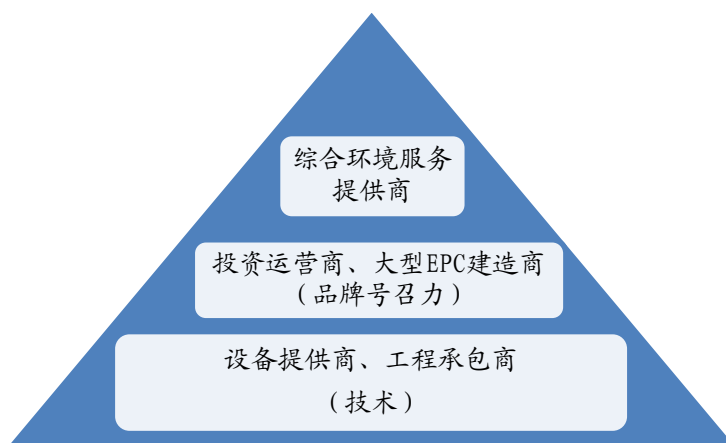 综合环境服务
提供商
投资运营商、大型EPC建造商
（品牌号召力）
设备提供商、工程承包商
（技术）